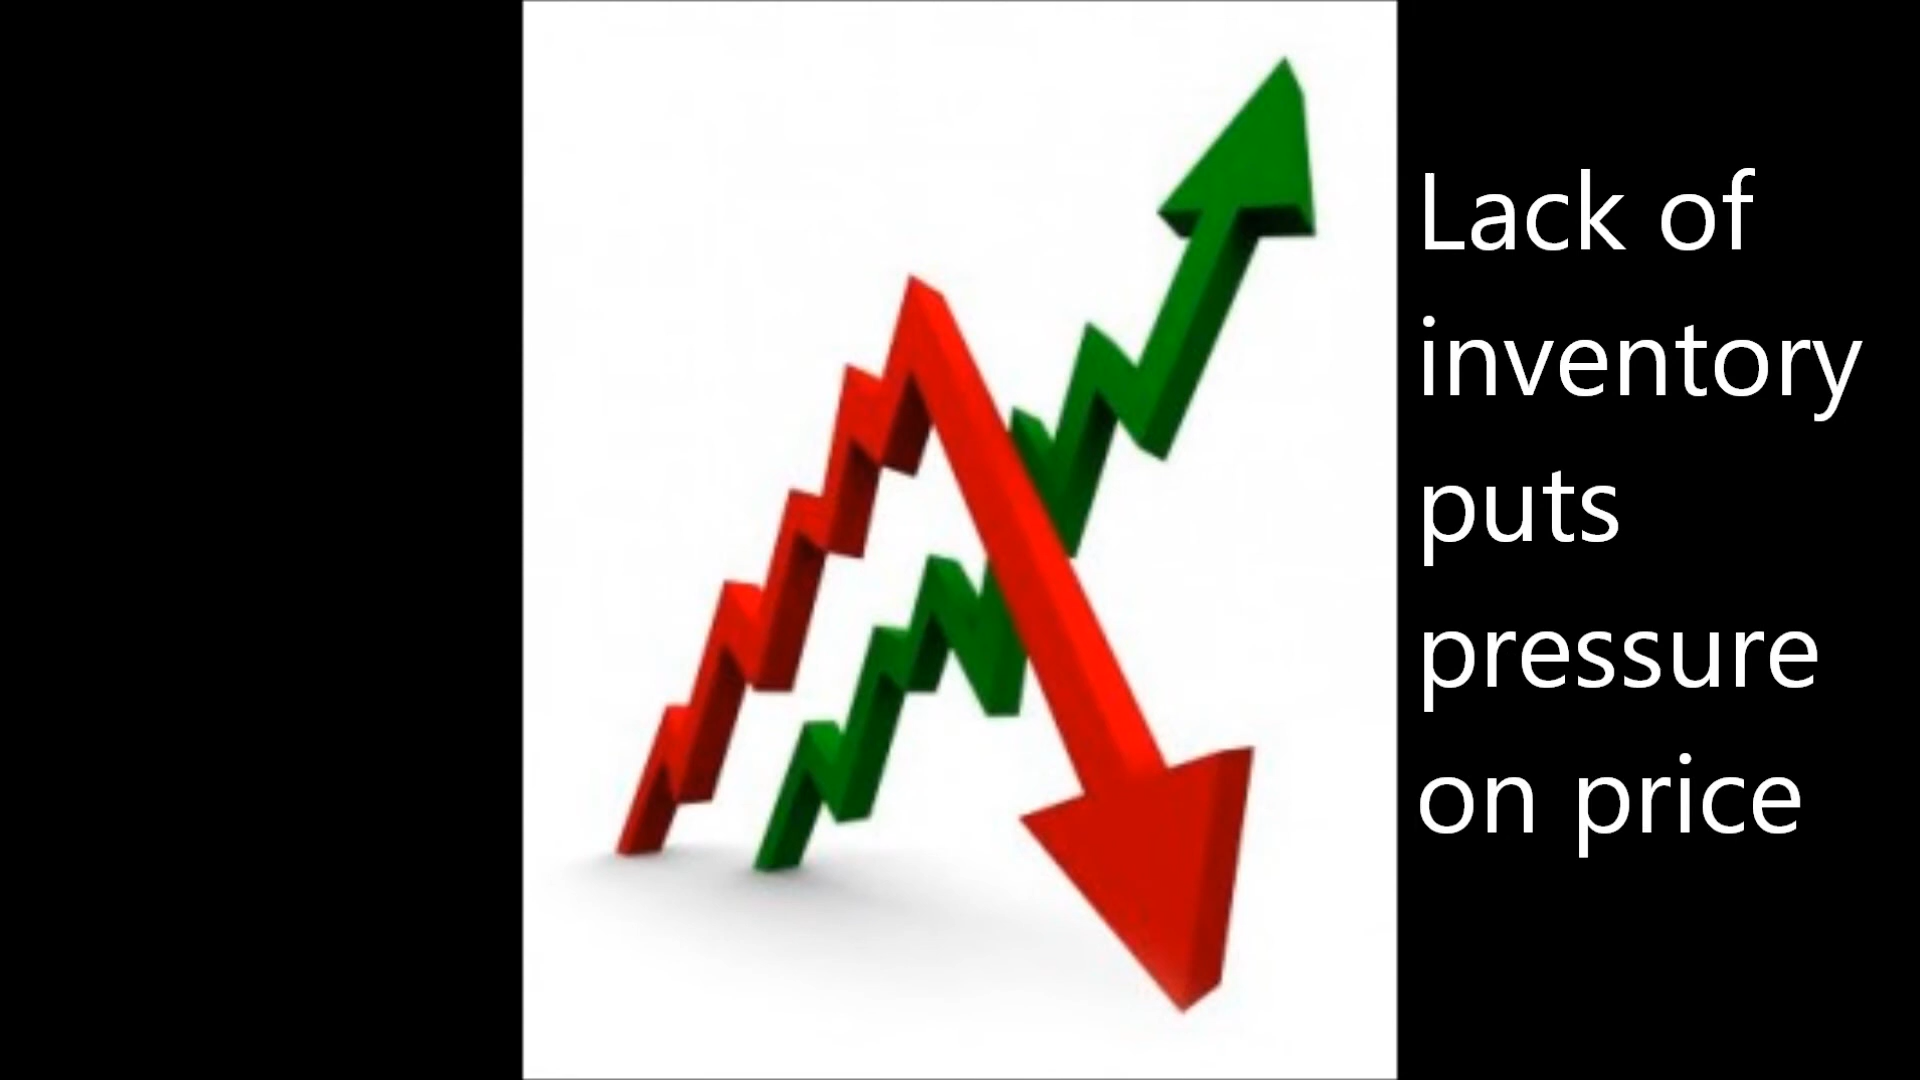 Lack of
inventory
puts
pressure
on price